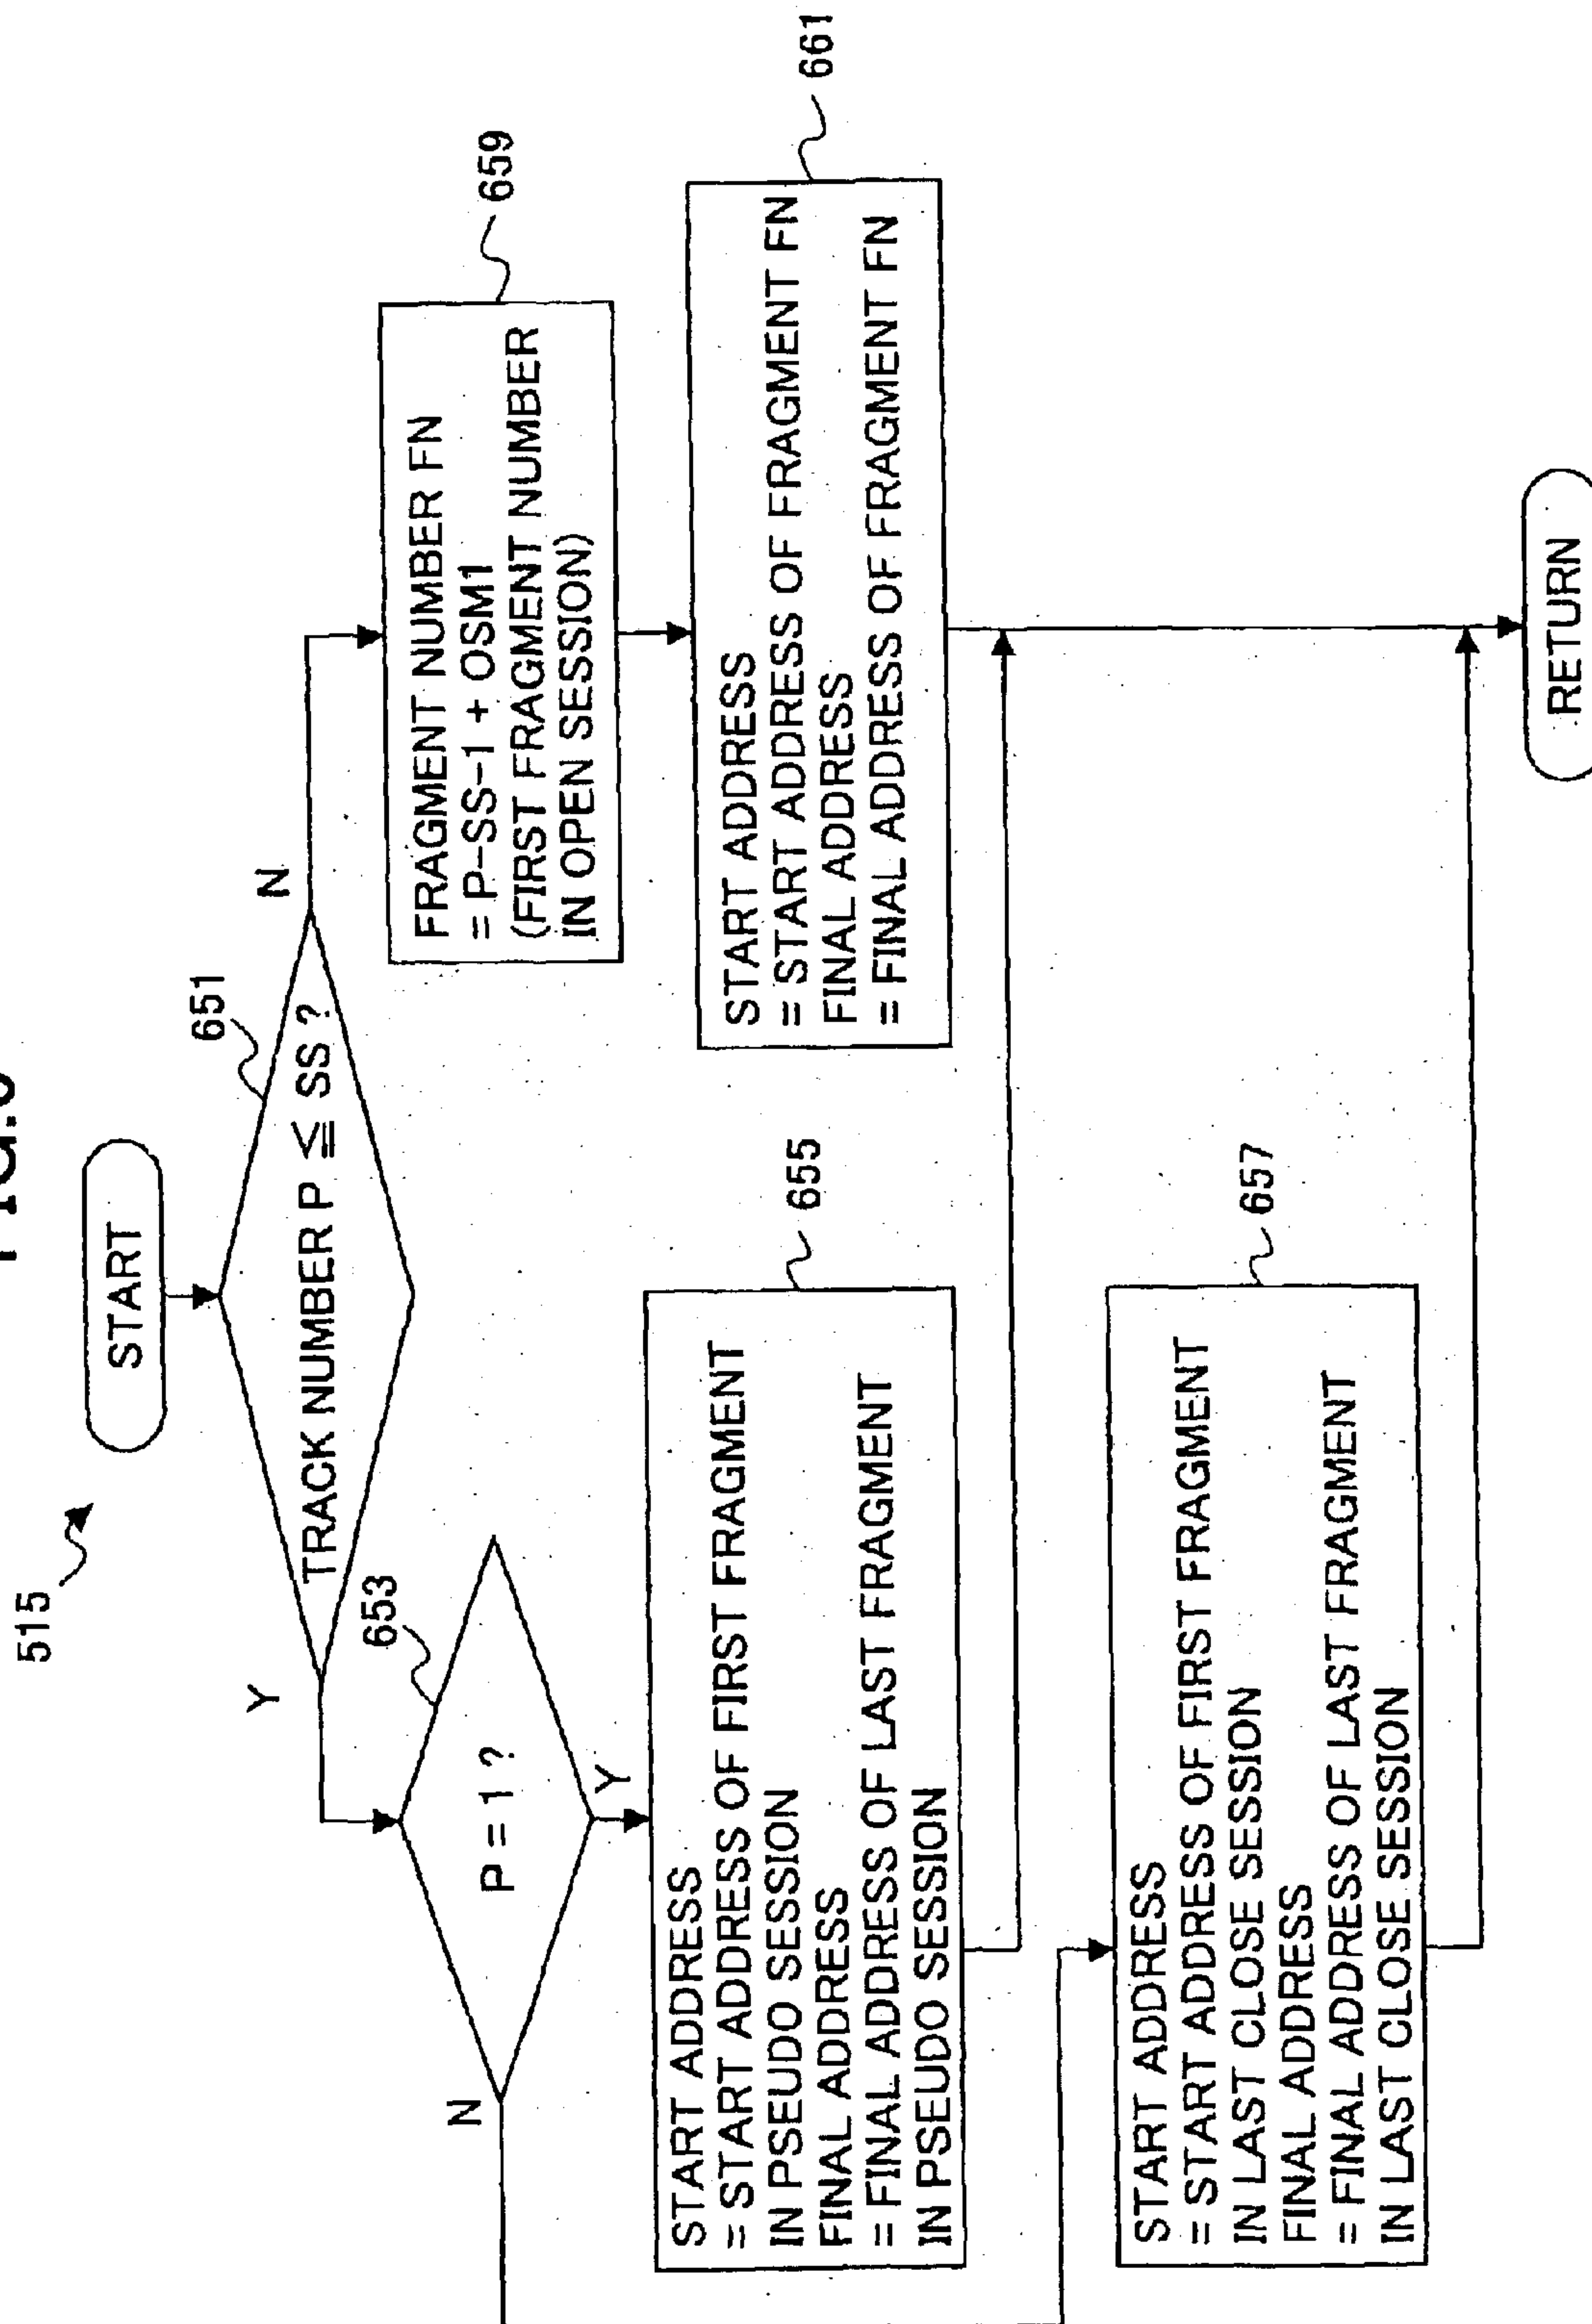 515
START
651
TRACK NUMBER P ≦ SS ?
Y
N
653
P = 1 ?
N
Y
659
FRAGMENT NUMBER FN
= P-SS-1 + OSM1
(FIRST FRAGMENT NUMBER
IN OPEN SESSION)
655
START ADDRESS
= START ADDRESS OF FIRST FRAGMENT
IN PSEUDO SESSION
FINAL ADDRESS
= FINAL ADDRESS OF LAST FRAGMENT
IN PSEUDO SESSION
661
START ADDRESS
= START ADDRESS OF FRAGMENT FN
FINAL ADDRESS
= FINAL ADDRESS OF FRAGMENT FN
657
START ADDRESS
= START ADDRESS OF FIRST FRAGMENT
IN LAST CLOSE SESSION
FINAL ADDRESS
= FINAL ADDRESS OF LAST FRAGMENT
IN LAST CLOSE SESSION
RETURN